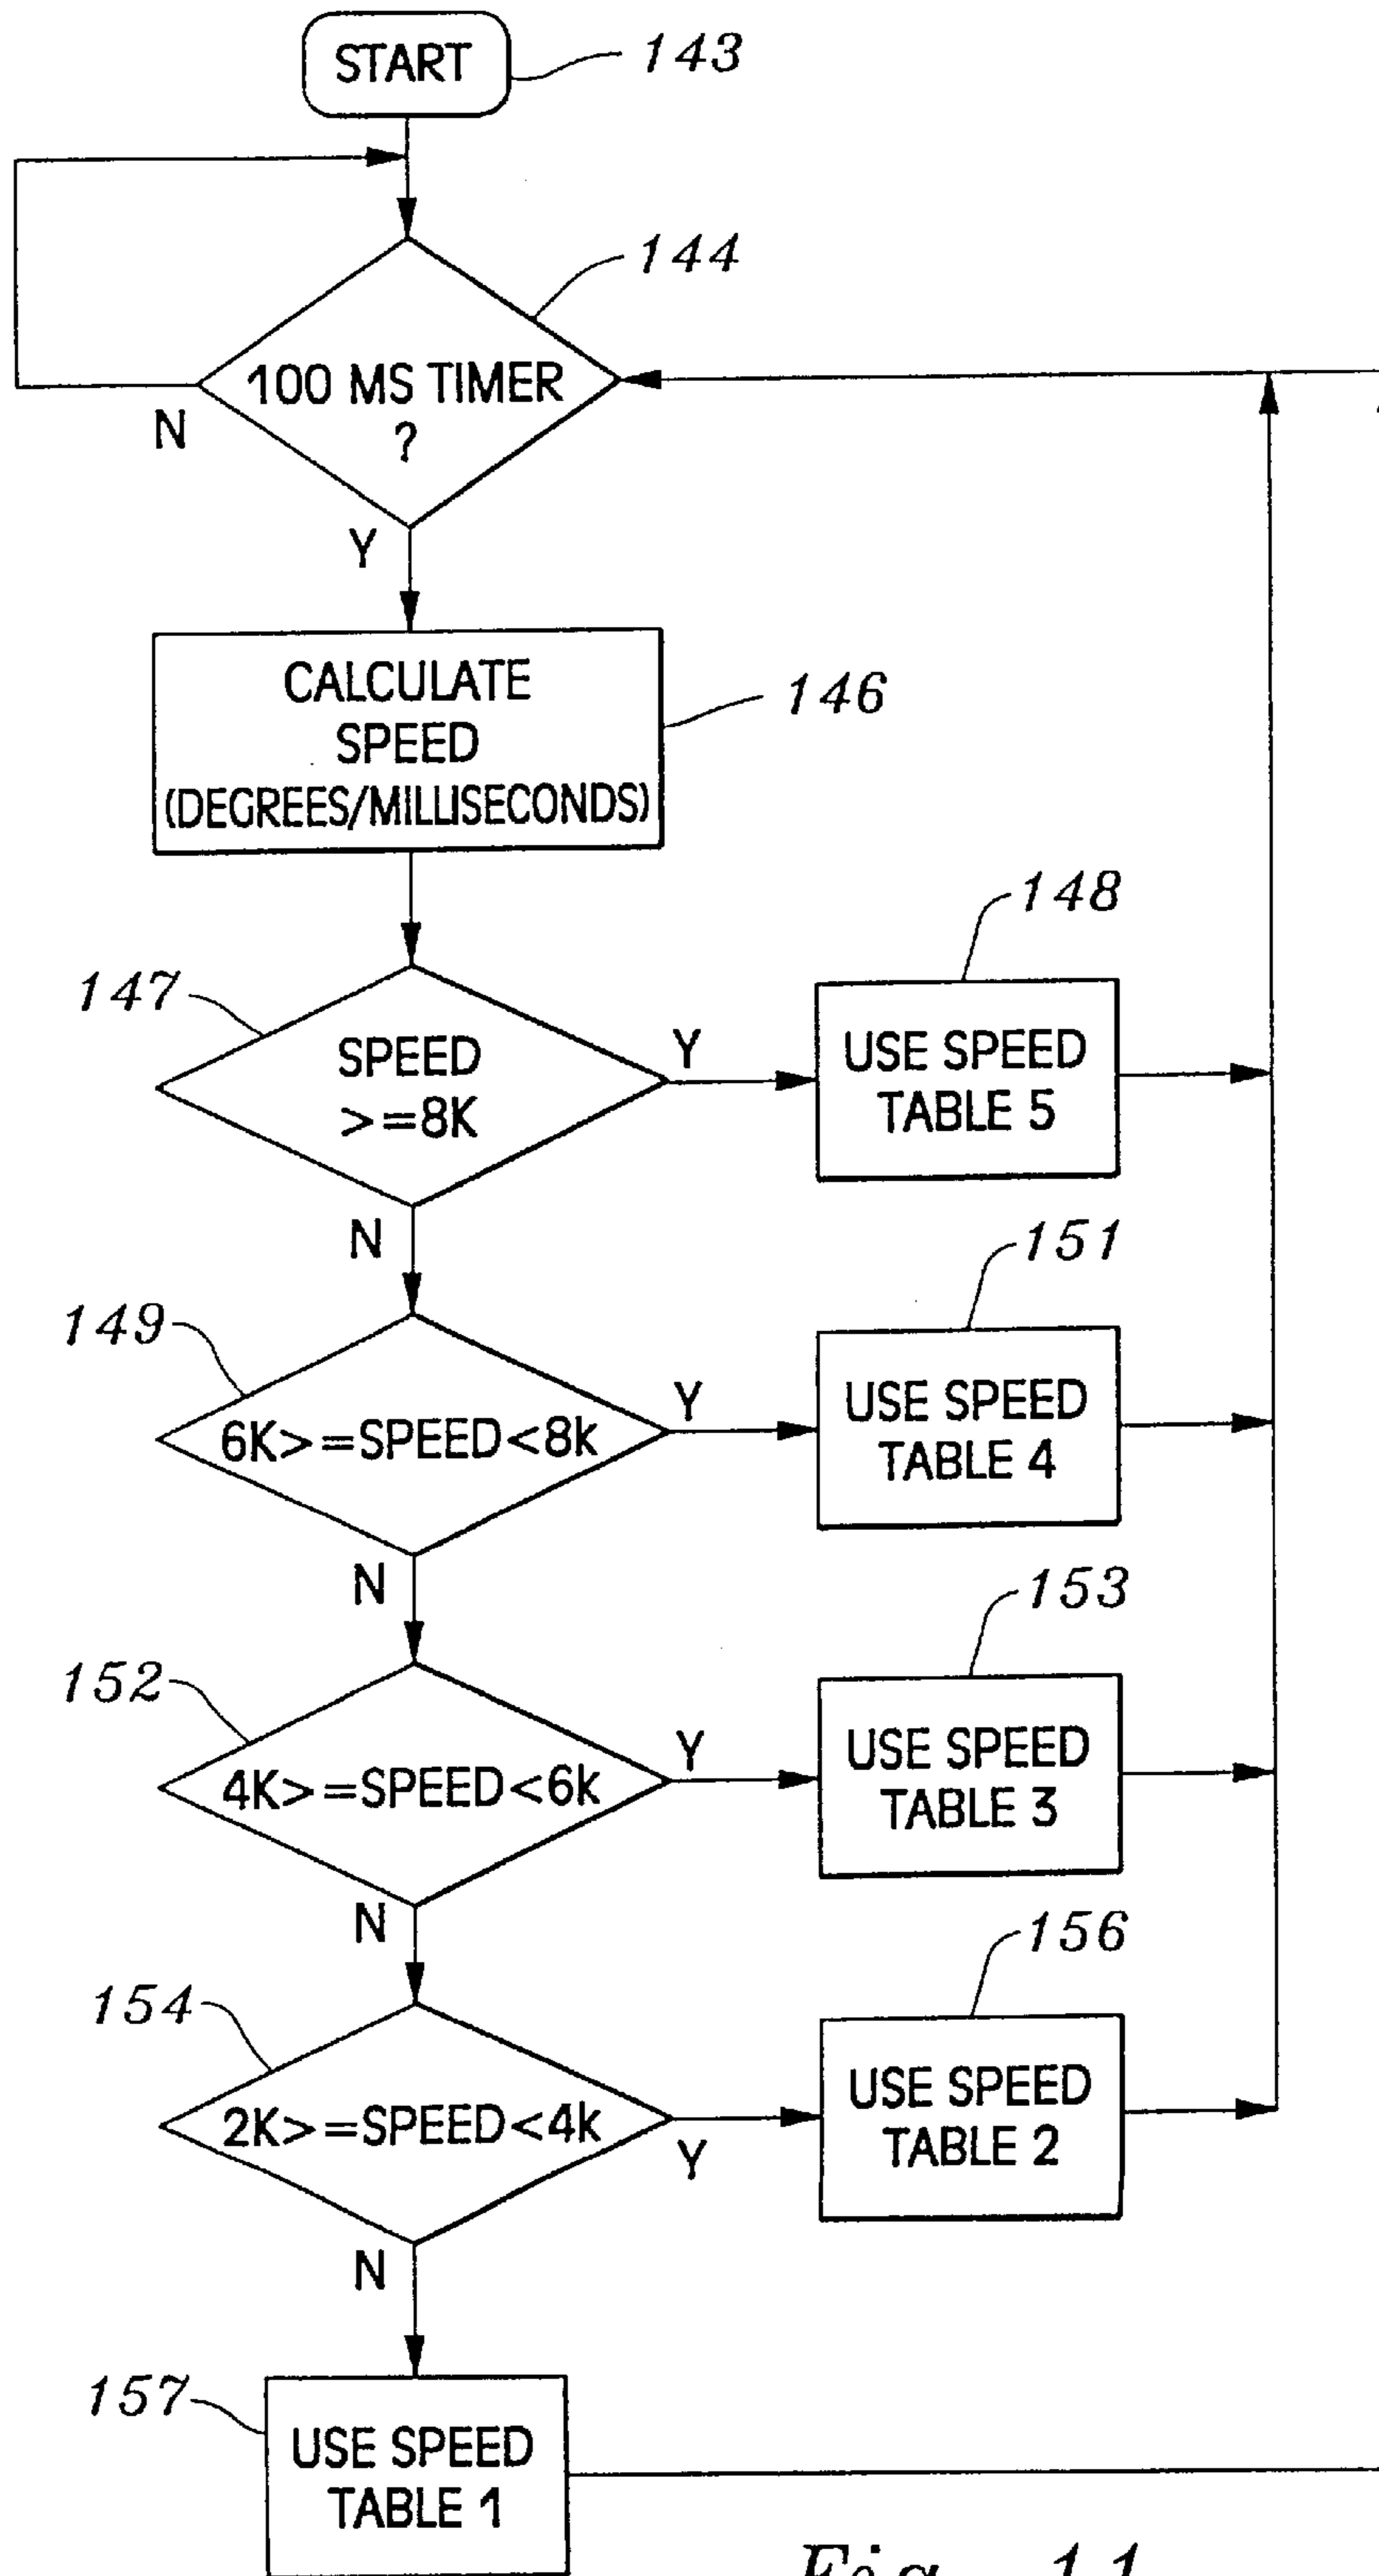 START
143
144
100 MS TIMER
?
N
Y
CALCULATE
SPEED
(DEGREES/MILLISECONDS)
146
147
SPEED
>=8K
Y
148
USE SPEED
TABLE 5
N
149
6K>=SPEED<8k
Y
151
USE SPEED
TABLE 4
N
152
4K>=SPEED<6k
Y
153
USE SPEED
TABLE 3
N
154
2K>=SPEED<4k
Y
156
USE SPEED
TABLE 2
N
157
USE SPEED
TABLE 1
Fig. 11